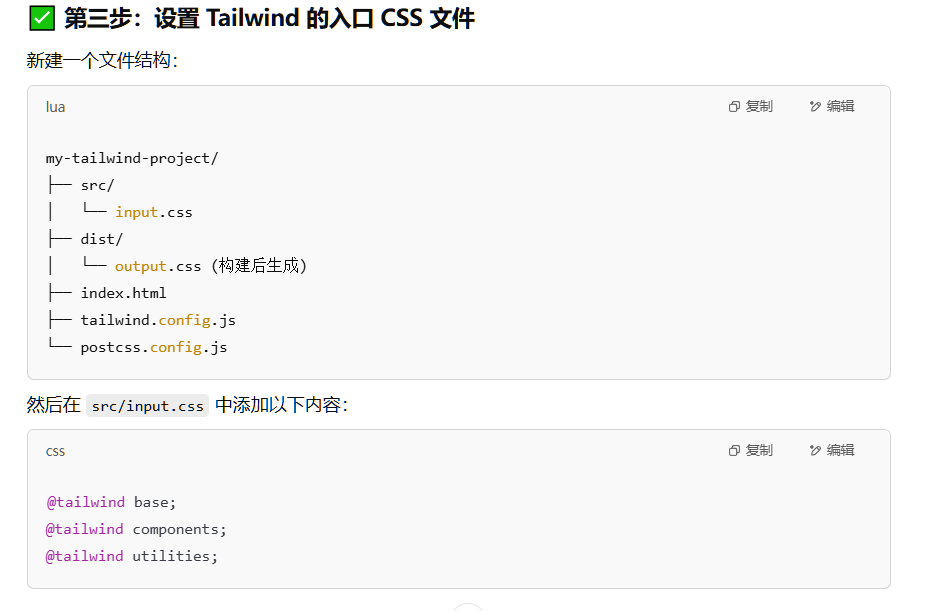 ✅ 第三步：设置 Tailwind 的入口 CSS 文件
新建一个文件结构：
lua 复制 编辑
my-tailwind-project/
├── src/
│   └── input.css
├── dist/
│   └── output.css (构建后生成)
├── index.html
├── tailwind.config.js
└── postcss.config.js
然后在 src/input.css 中添加以下内容：
css 复制 编辑
@tailwind base;
@tailwind components;
@tailwind utilities;